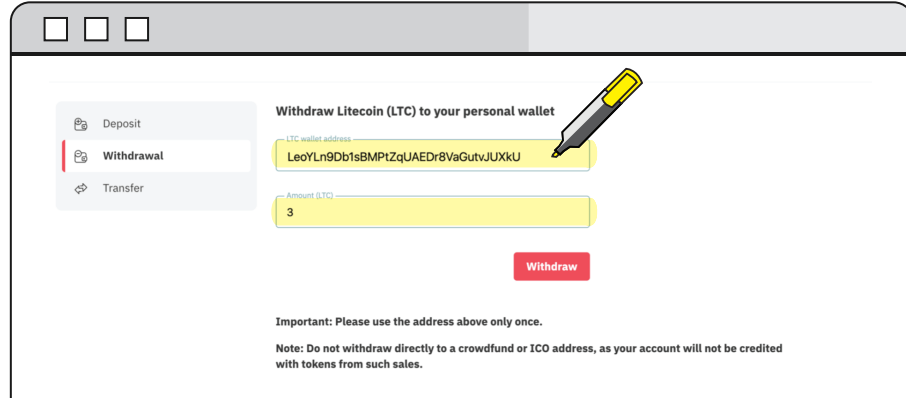 Deposit
Withdrawal
Transfer
Withdraw Litecoin (LTC) to your personal wallet
LTC wallet address
LeoYLn9Db1sBMPtZqUAEDr8VaGutvJUXkU
Amount (LTC)
3
Withdraw
Important: Please use the address above only once.
Note: Do not withdraw directly to a crowdfund or ICO address, as your account will not be credited
with tokens from such sales.